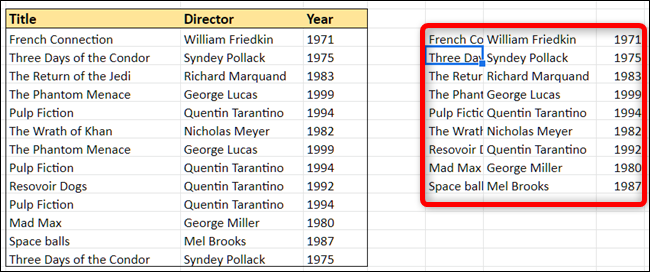 Title Director Year
French Connection William Friedkin 1971 French Co William Friedkin 1971
Three Days of the Condor Syndey Pollack 1975 Three Day Syndey Pollack 1975
The Return of the Jedi Richard Marquand 1983 The Retur Richard Marquand 1983
The Phantom Menace George Lucas 1999 The Phant George Lucas 1999
Pulp Fiction Quentin Tarantino 1994 Pulp Fictic Quentin Tarantino 1994
The Wrath of Khan Nicholas Meyer 1982 The Wrath Nicholas Meyer 1982
The Phantom Menace George Lucas 1999 Resovoir D Quentin Tarantino 1992
Pulp Fiction Quentin Tarantino 1994 Mad Max George Miller 1980
Resovoir Dogs Quentin Tarantino 1992 Space ball Mel Brooks 1987
Pulp Fiction Quentin Tarantino 1994
Mad Max George Miller 1980
Space balls Mel Brooks 1987
Three Days of the Condor Syndey Pollack 1975